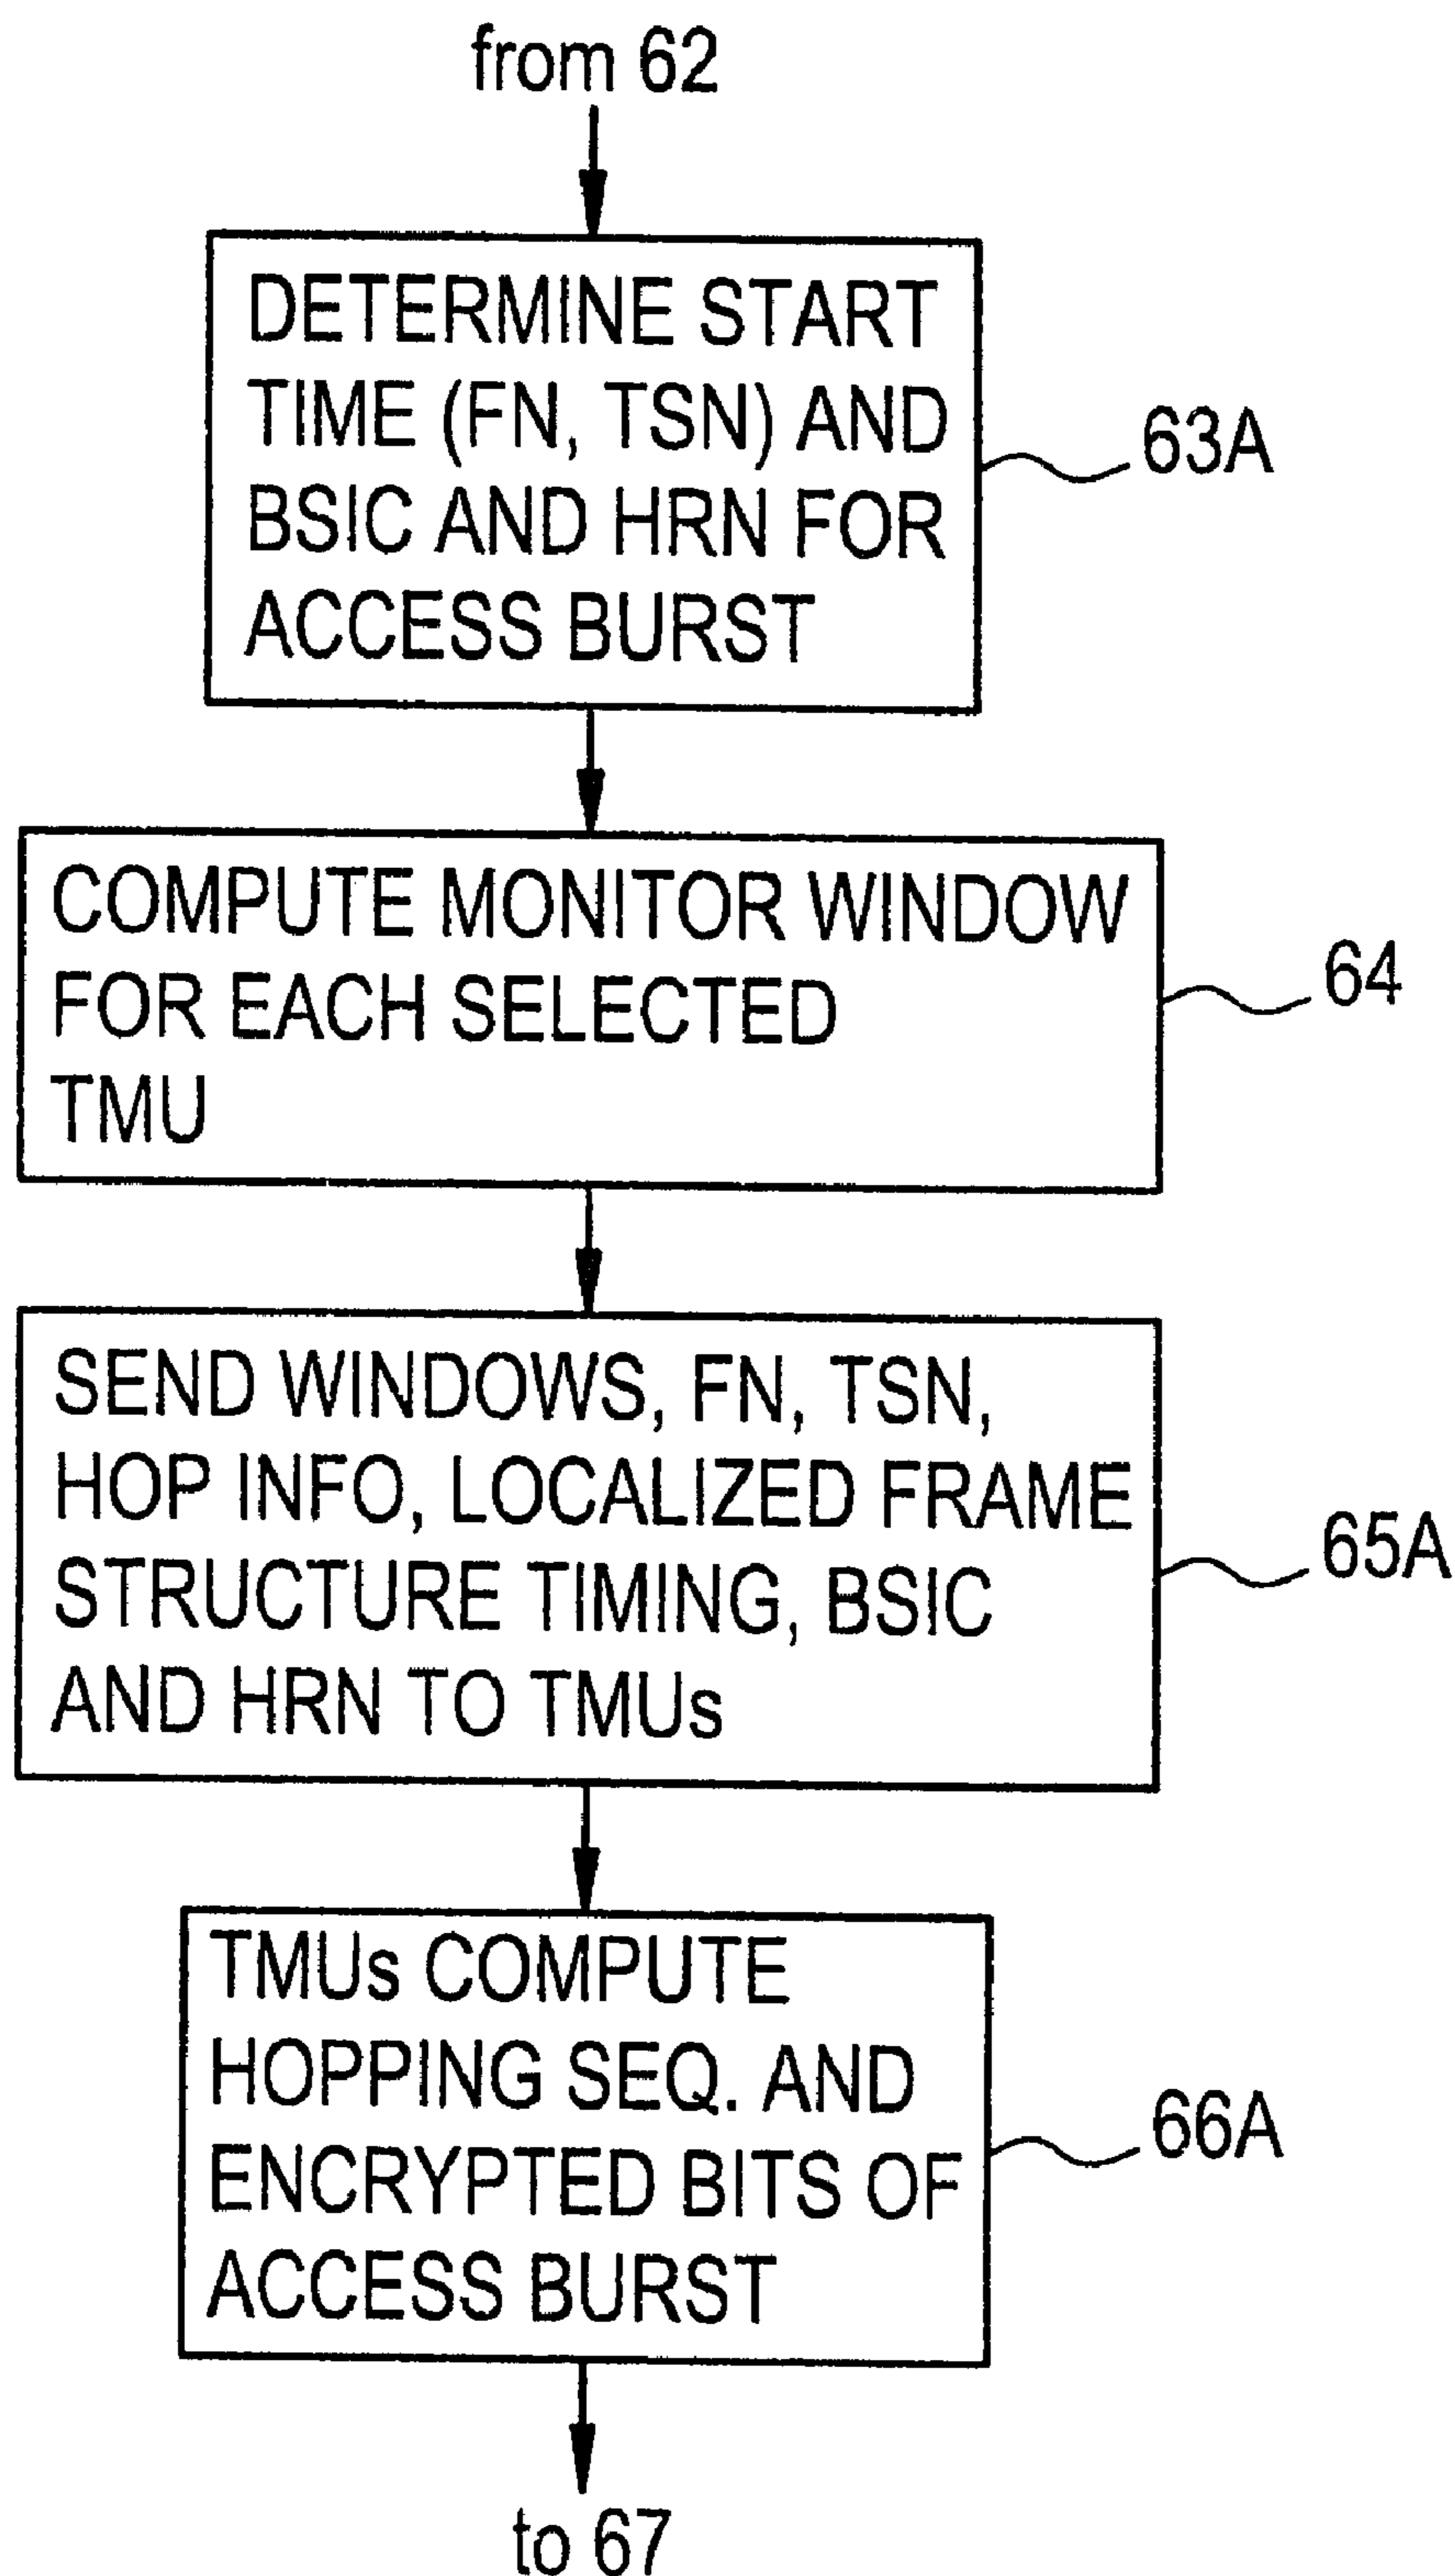 from 62
DETERMINE START
TIME (FN, TSN) AND
BSIC AND HRN FOR
ACCESS BURST
63A
COMPUTE MONITOR WINDOW
FOR EACH SELECTED
TMU
64
SEND WINDOWS, FN, TSN,
HOP INFO, LOCALIZED FRAME
STRUCTURE TIMING, BSIC
AND HRN TO TMUs
65A
TMUs COMPUTE
HOPPING SEQ. AND
ENCRYPTED BITS OF
ACCESS BURST
66A
to 67